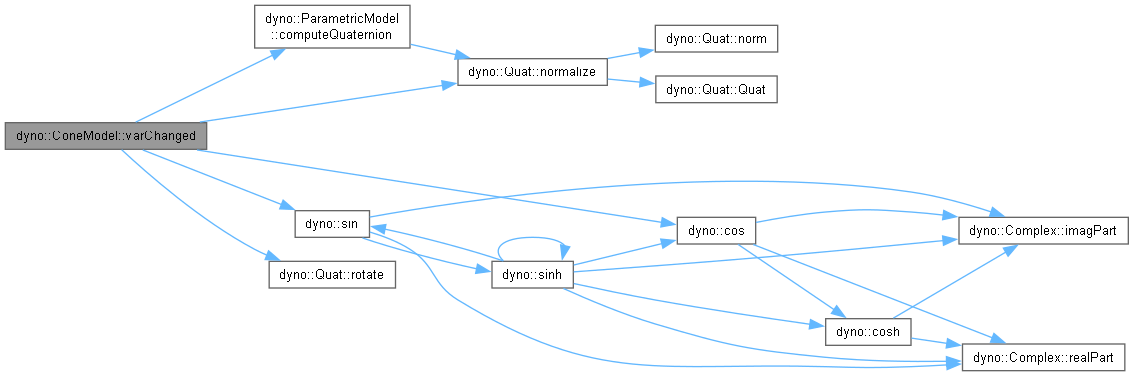 dyno::ParametricModel
::computeQuaternion
dyno::Quat::norm
dyno::Quat::normalize
dyno::Quat::Quat
dyno::ConeModel::varChanged
dyno::sin
dyno::cos
dyno::Complex::imagPart
dyno::Quat::rotate
dyno::sinh
dyno::cosh
dyno::Complex::realPart